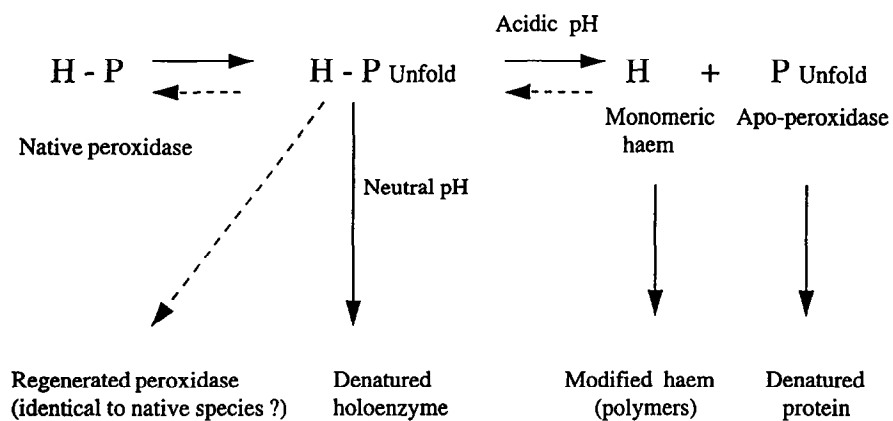 Acidic pH
H - P
H - P Unfold
H + P Unfold
Native peroxidase
Monomeric
haem
Apo-peroxidase
Neutral pH
Regenerated peroxidase
(identical to native species ?)
Denatured
holoenzyme
Modified haem
(polymers)
Denatured
protein